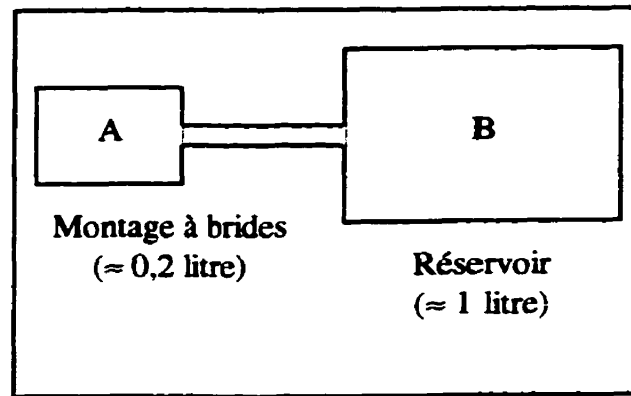 A
B
Montage à brides
(≈ 0,2 litre)
Réservoir
(≈ 1 litre)